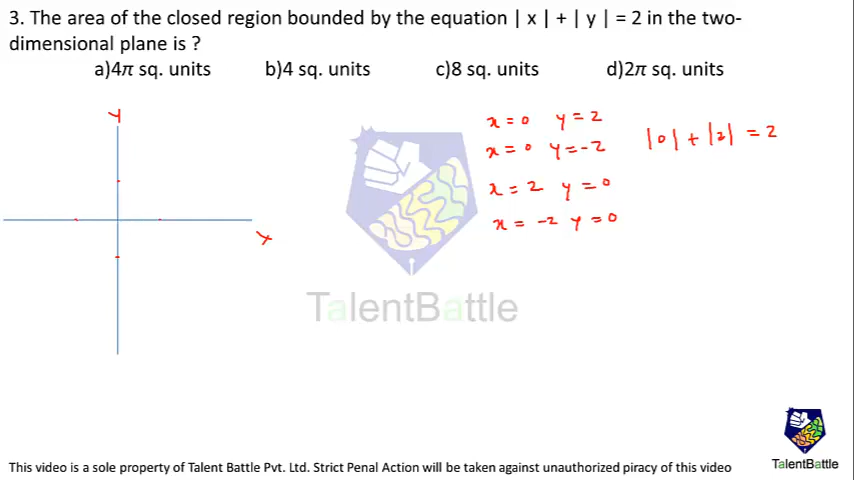 3. The area of the closed region bounded by the equation | x | + | y | = 2 in the two-
dimensional plane is ?
a)4π sq. units b)4 sq. units c)8 sq. units d)2π sq. units
Y
x = 0 y = 2
|0| + |2| = 2
x = 0 y = -2
x = 2 y = 0
x = -2 y = 0
X
TalentBattle
TalentBattle
This video is a sole property of Talent Battle Pvt. Ltd. Strict Penal Action will be taken against unauthorized piracy of this video